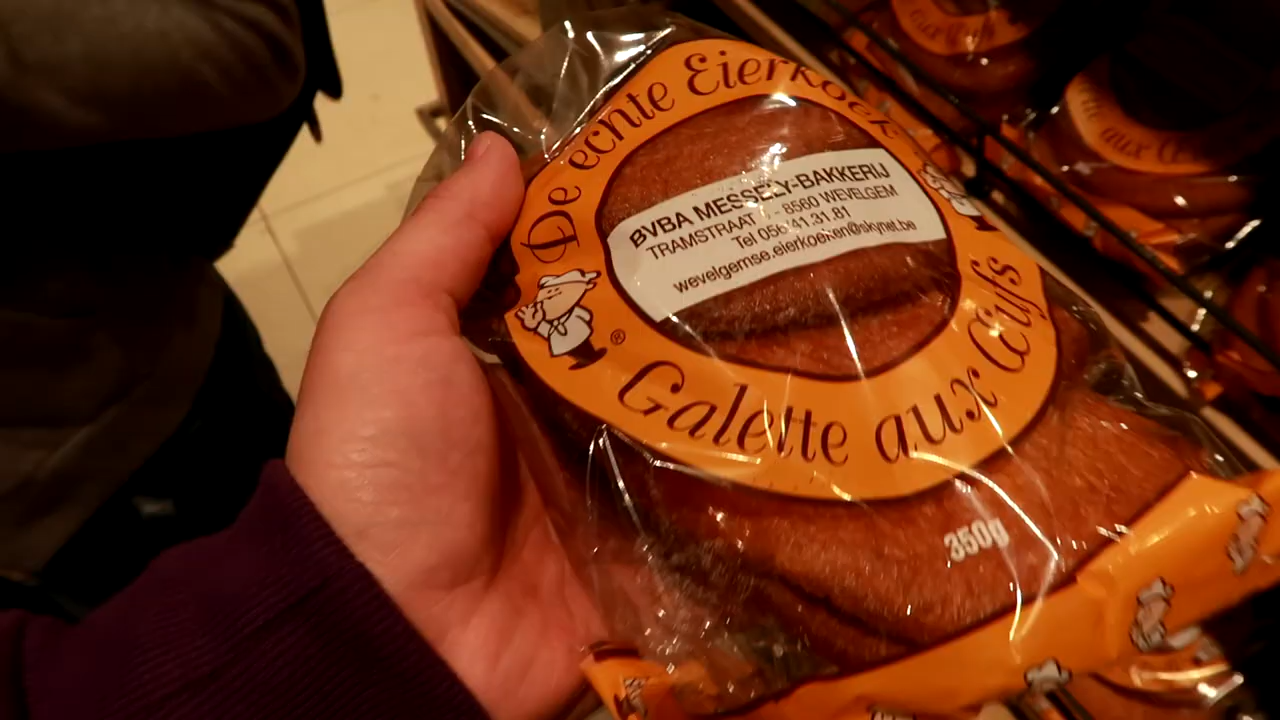 De echte Eierkoek
BVBA MESSELY-BAKKERIJ
TRAMSTRAAT - 8560 WEVELGEM
Tel 056/41.31.81
wevelgemse.eierkoeken@skynet.be
®
Galette aux Œufs
350g
aux Œ